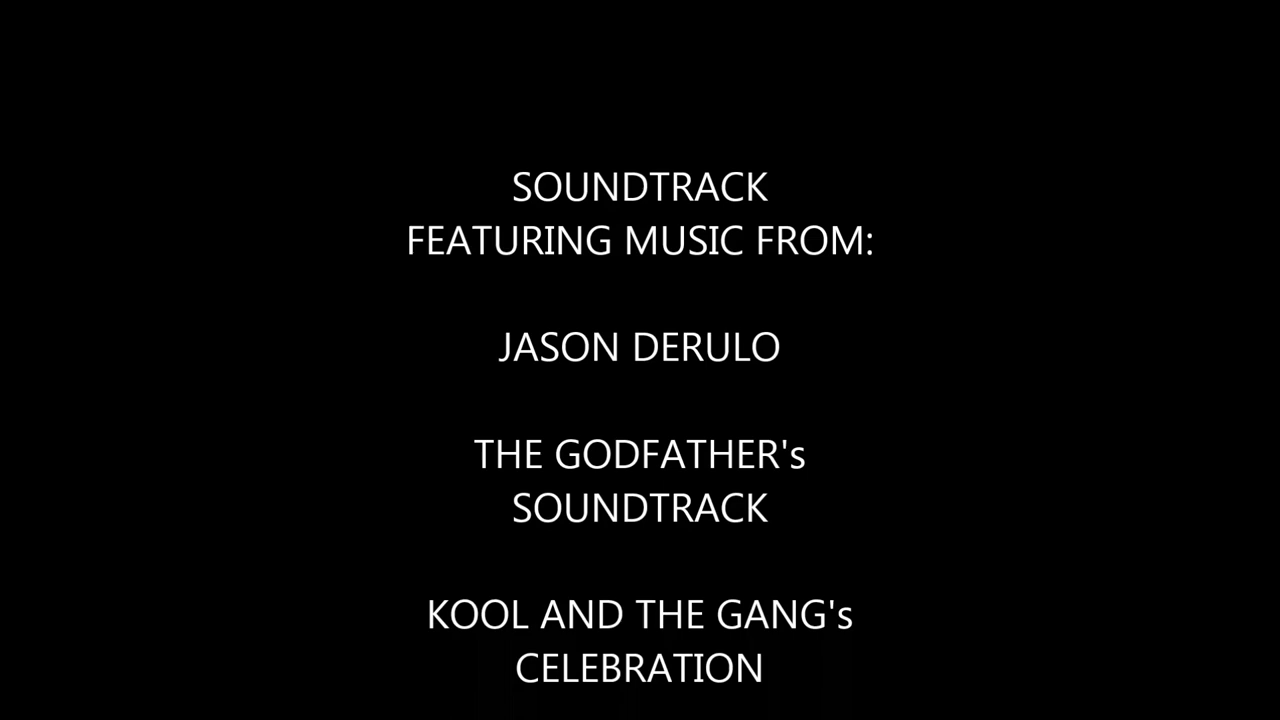 SOUNDTRACK
FEATURING MUSIC FROM:
JASON DERULO
THE GODFATHER's
SOUNDTRACK
KOOL AND THE GANG's
CELEBRATION